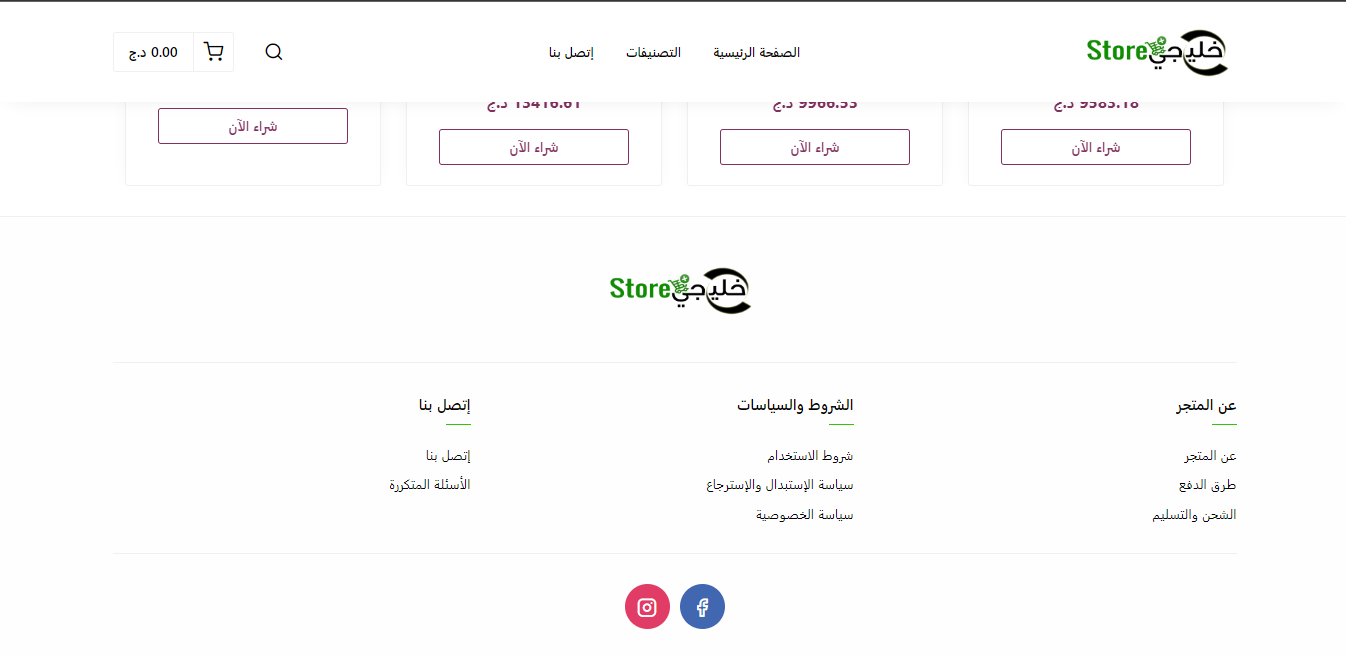 خليجي Store
الصفحة الرئيسية
التصنيفات
إتصل بنا
0.00 د.ج
9583.18 د.ج
9966.53 د.ج
13416.61 د.ج
شراء الآن
شراء الآن
شراء الآن
شراء الآن
خليجي Store
عن المتجر
عن المتجر
طرق الدفع
الشحن والتسليم
الشروط والسياسات
شروط الاستخدام
سياسة الإستبدال والإسترجاع
سياسة الخصوصية
إتصل بنا
إتصل بنا
الأسئلة المتكررة